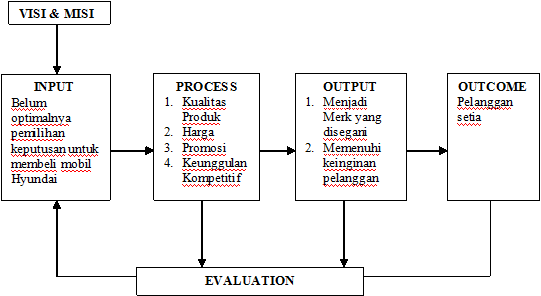 VISI & MISI
INPUT
Belum
optimalnya
pemilihan
keputusan untuk
membeli mobil
Hyundai
PROCESS
1. Kualitas
Produk
2. Harga
3. Promosi
4. Keunggulan
Kompetitif
OUTPUT
1. Menjadi
Merk yang
disegani
2. Memenuhi
keinginan
pelanggan
OUTCOME
Pelanggan
setia
EVALUATION